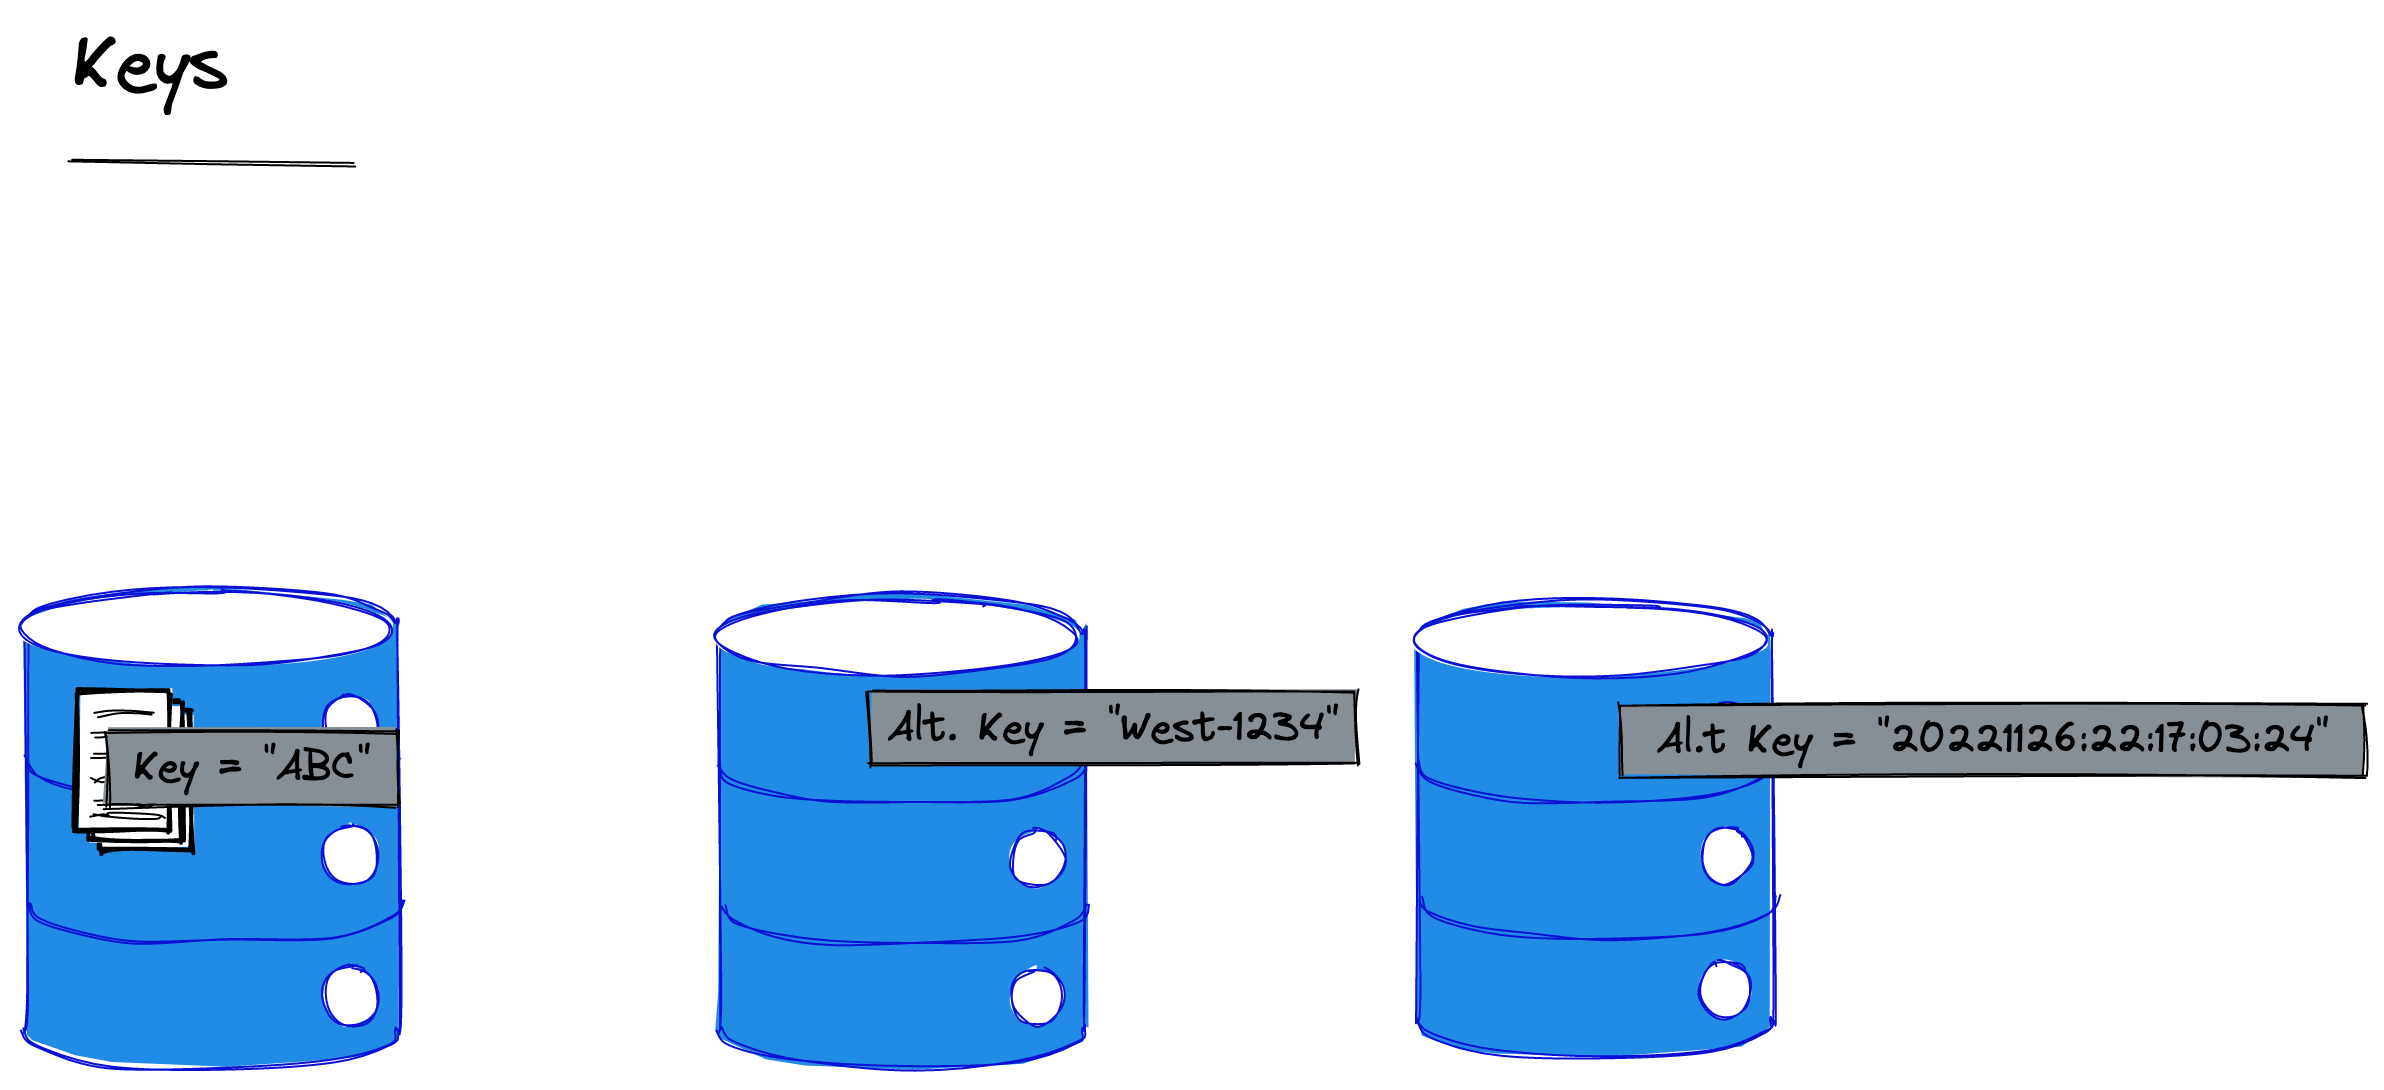 Keys
Key = "ABC"
Alt. Key = "West-1234"
Al.t Key = "20221126:22:17:03:24"